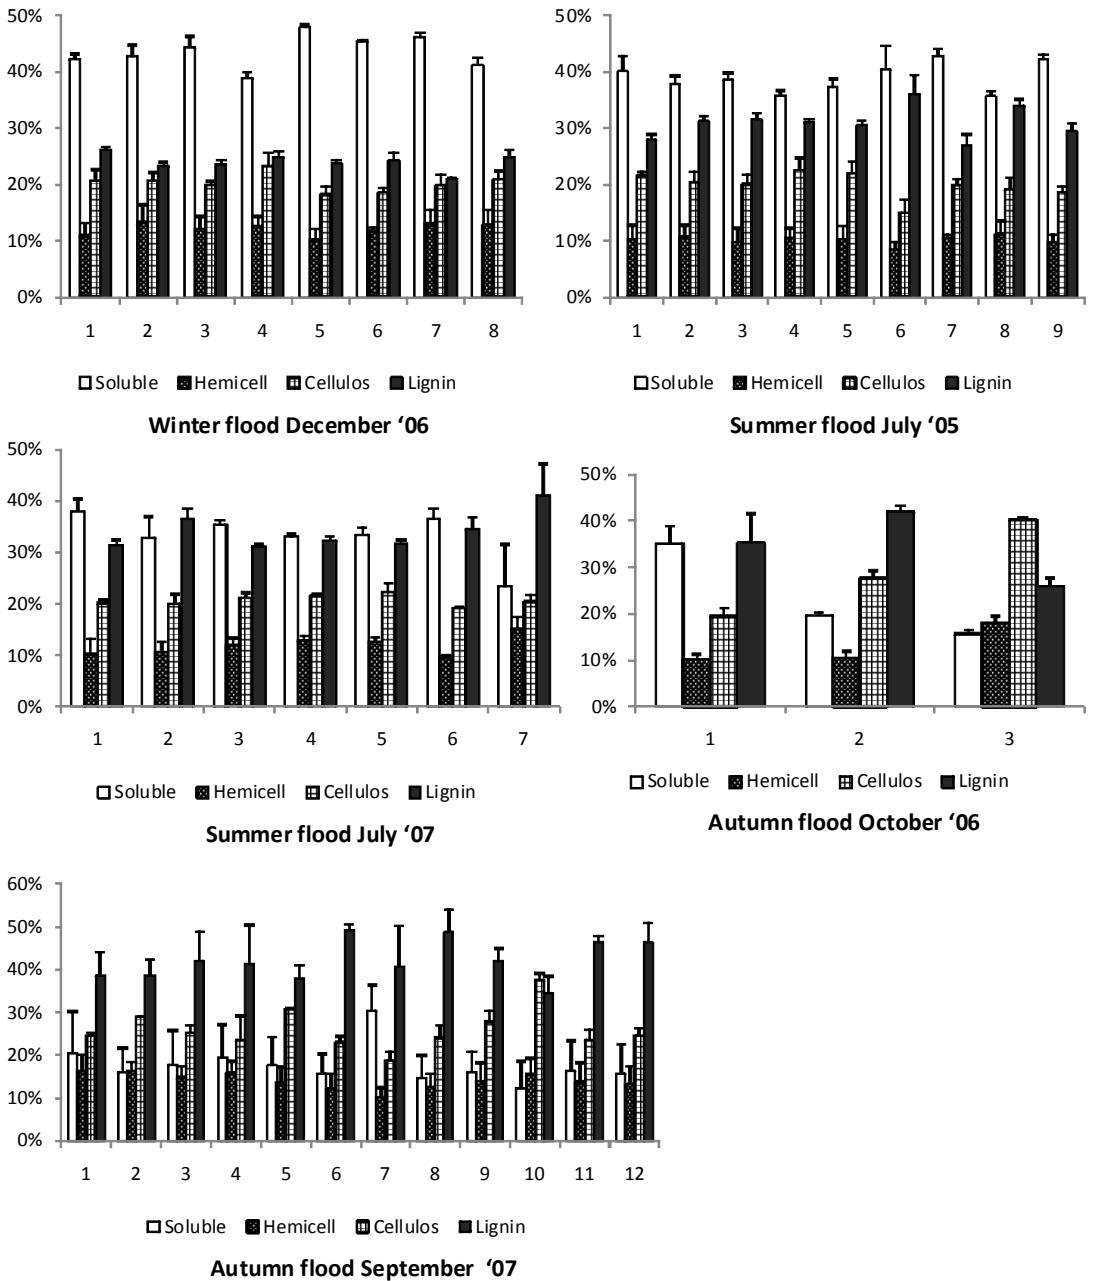 50%
40%
30%
20%
10%
0%
1 2 3 4 5 6 7 8
Soluble Hemicell Cellulos Lignin
Winter flood December ‘06
50%
40%
30%
20%
10%
0%
1 2 3 4 5 6 7 8 9
Soluble Hemicell Cellulos Lignin
Summer flood July ‘05
50%
40%
30%
20%
10%
0%
1 2 3 4 5 6 7
Soluble Hemicell Cellulos Lignin
Summer flood July ‘07
50%
40%
30%
20%
10%
0%
1 2 3
Soluble Hemicell Cellulos Lignin
Autumn flood October ‘06
60%
50%
40%
30%
20%
10%
0%
1 2 3 4 5 6 7 8 9 10 11 12
Soluble Hemicell Cellulos Lignin
Autumn flood September ‘07